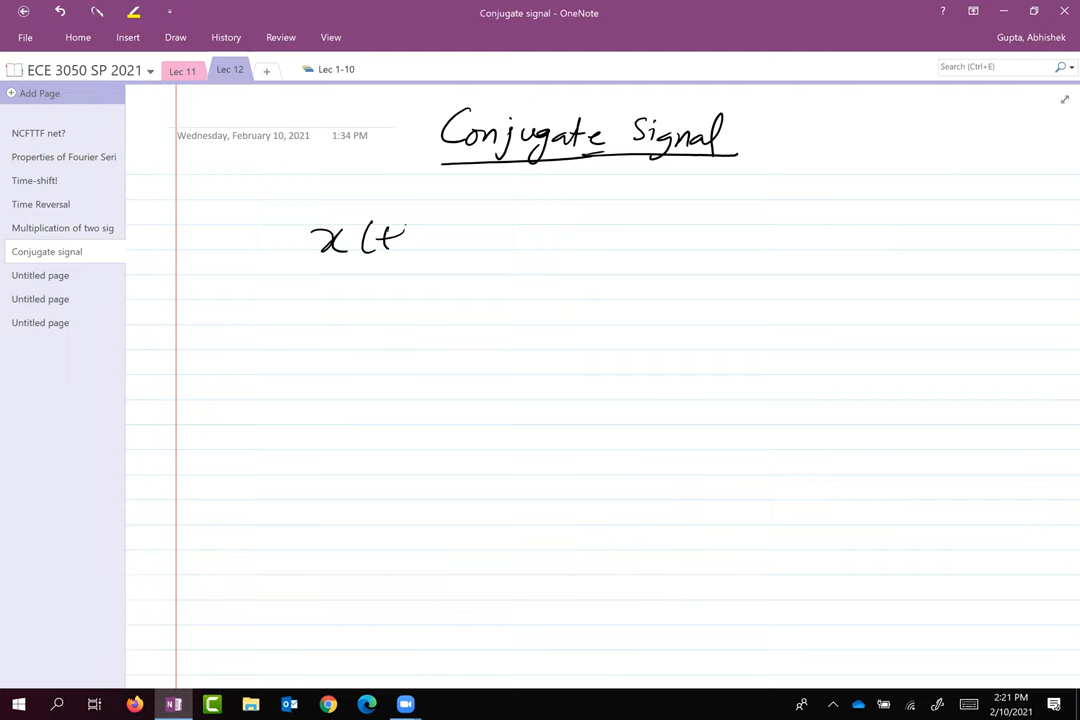 Conjugate signal - OneNote
File Home Insert Draw History Review View
Gupta, Abhishek
ECE 3050 SP 2021
Lec 11
Lec 12
Lec 1-10
Search (Ctrl+E)
Add Page
NCFTTF net?
Properties of Fourier Seri
Time-shift!
Time Reversal
Multiplication of two sig
Conjugate signal
Untitled page
Untitled page
Untitled page
Wednesday, February 10, 2021 1:34 PM
Conjugate Signal
x (t
2:21 PM
2/10/2021